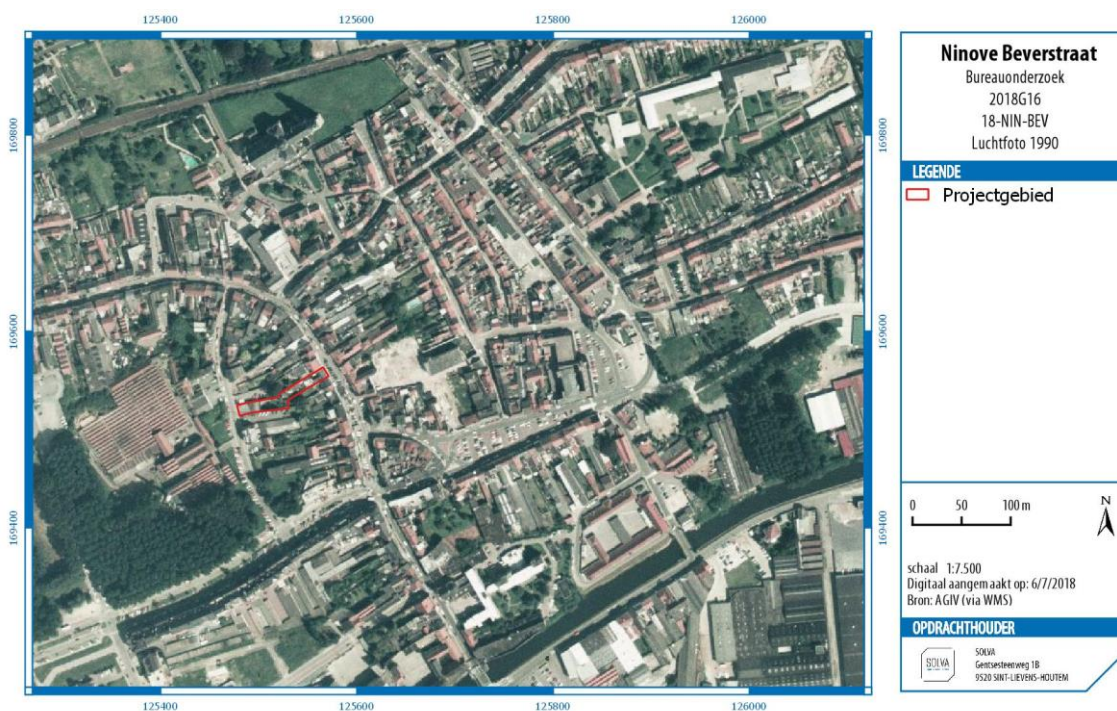 125400 125600 125800 126000
169800
169600
169400
169800
169600
169400
125400 125600 125800 126000
Ninove Beverstraat
Bureauonderzoek
2018G16
18-NIN-BEV
Luchtfoto 1990
LEGENDE
Projectgebied
0 50 100 m
N
schaal 1:7.500
Digitaal aangemaakt op: 6/7/2018
Bron: AGIV (via WMS)
OPDRACHTHOUDER
SOLVA
SOLVA
Gentsesteenweg 1B
9520 SINT-LIEVENS-HOUTEM